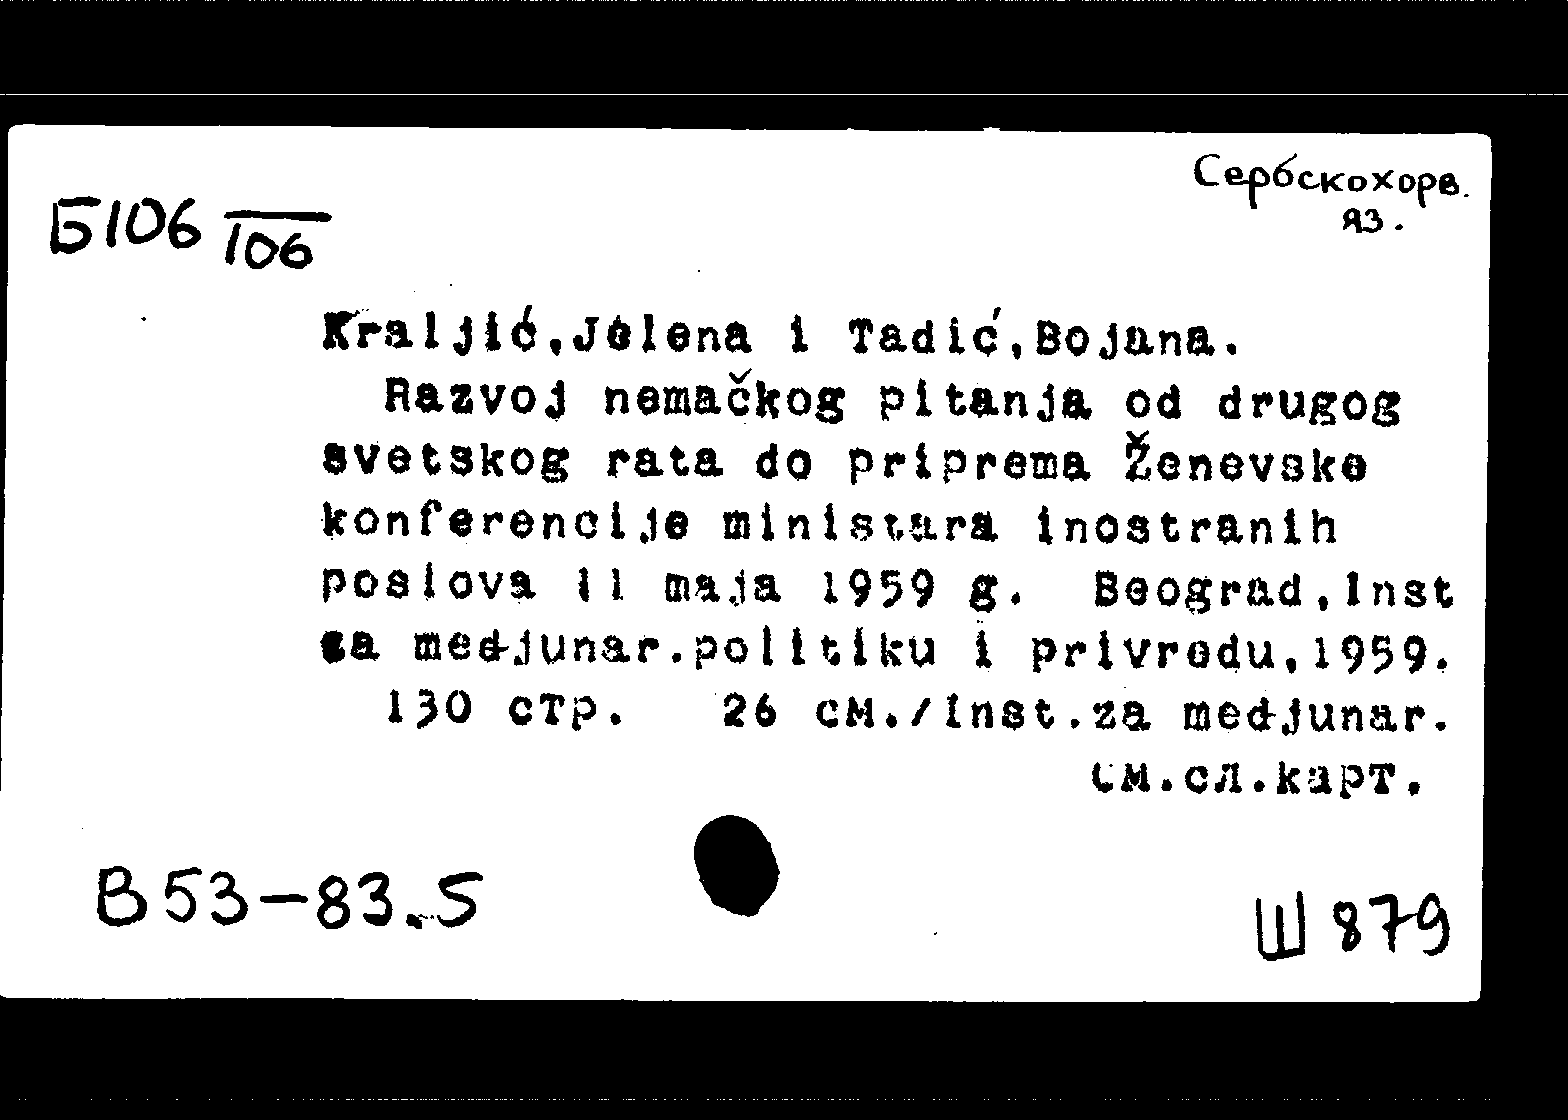 Сербскохорв.
яз.
Б106 106
Kraljić,Jelena i Tadić,Bojana.
Razvoj nemačkog pitanja od drugog
svetskog rata do priprema Ženevske
konferencije ministara inostranih
poslova 11 maja 1959 g. Beograd,Inst
za medjunar.politiku i privredu,1959.
130 стр. 26 см./Inst.za medjunar.
См.сл.карт.
В53-83.5
Ш879